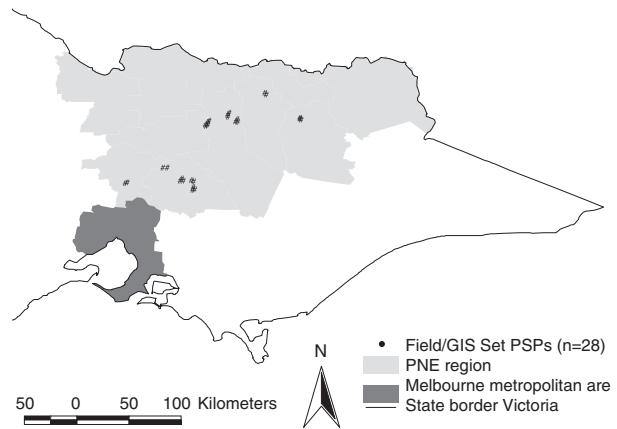 N
Field/GIS Set PSPs (n=28)
PNE region
Melbourne metropolitan are
State border Victoria
50 0 50 100 Kilometers